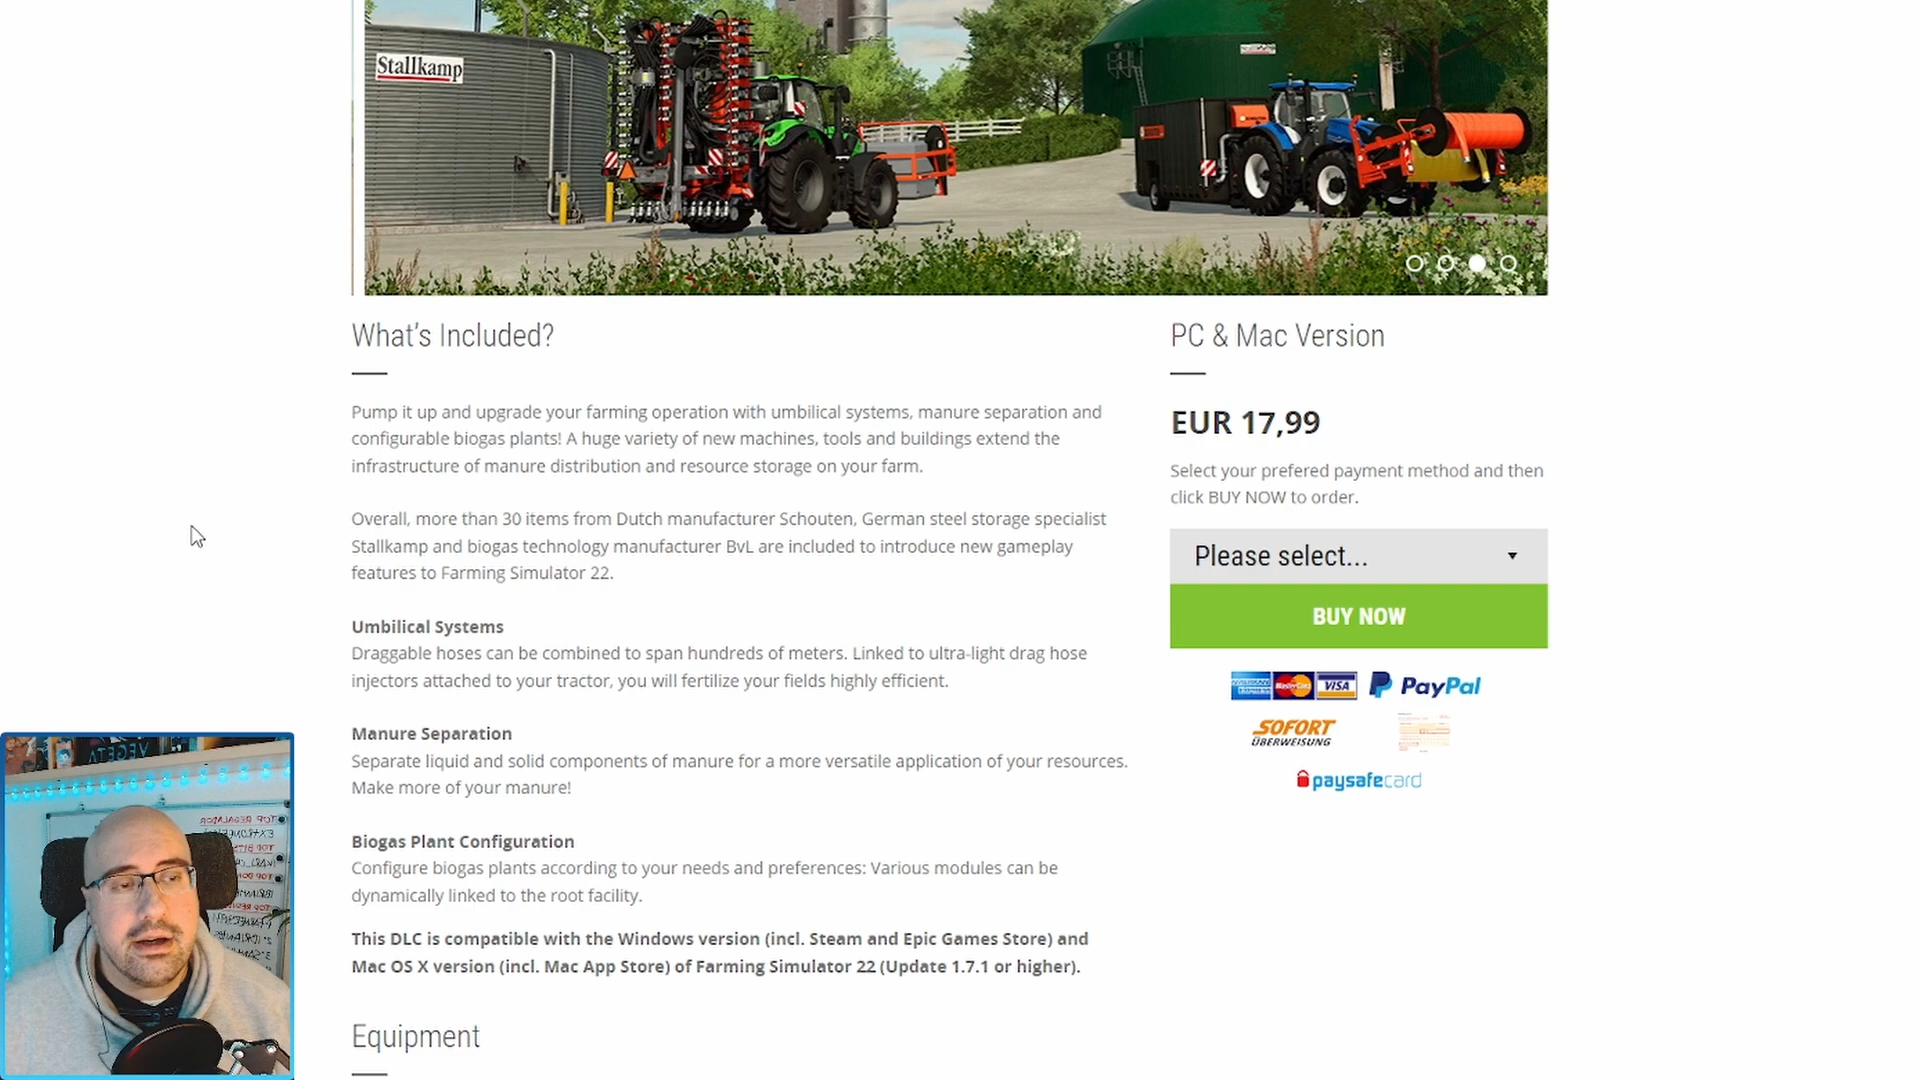 Stallkamp
What's Included?
Pump it up and upgrade your farming operation with umbilical systems, manure separation and
configurable biogas plants! A huge variety of new machines, tools and buildings extend the
infrastructure of manure distribution and resource storage on your farm.
Overall, more than 30 items from Dutch manufacturer Schouten, German steel storage specialist
Stallkamp and biogas technology manufacturer BvL are included to introduce new gameplay
features to Farming Simulator 22.
Umbilical Systems
Draggable hoses can be combined to span hundreds of meters. Linked to ultra-light drag hose
injectors attached to your tractor, you will fertilize your fields highly efficient.
Manure Separation
Separate liquid and solid components of manure for a more versatile application of your resources.
Make more of your manure!
Biogas Plant Configuration
Configure biogas plants according to your needs and preferences: Various modules can be
dynamically linked to the root facility.
This DLC is compatible with the Windows version (incl. Steam and Epic Games Store) and
Mac OS X version (incl. Mac App Store) of Farming Simulator 22 (Update 1.7.1 or higher).
Equipment
PC & Mac Version
EUR 17,99
Select your prefered payment method and then
click BUY NOW to order.
Please select...
BUY NOW
MasterCard VISA PayPal
SOFORT
ÜBERWEISUNG
paysafecard
VEGETA